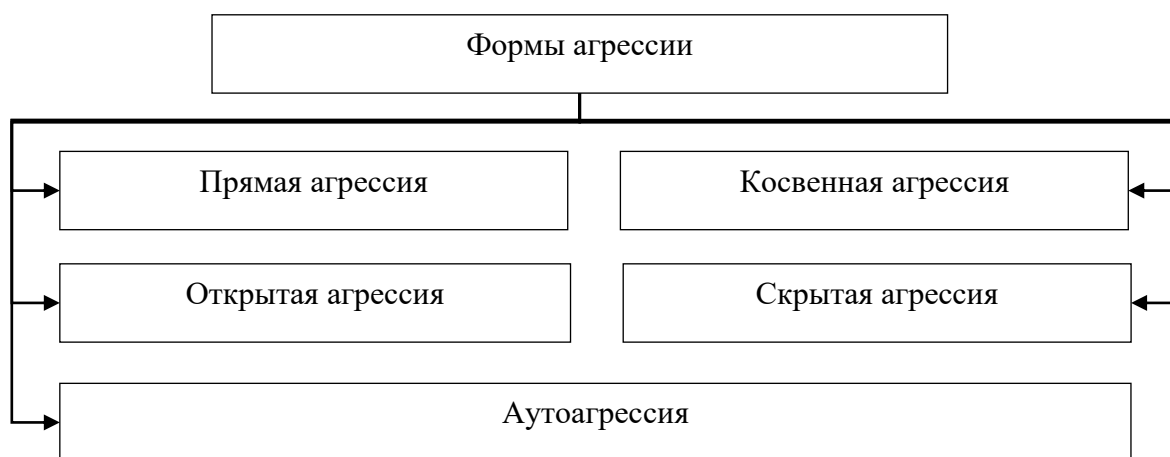 Формы агрессии
Прямая агрессия
Косвенная агрессия
Открытая агрессия
Скрытая агрессия
Аутоагрессия